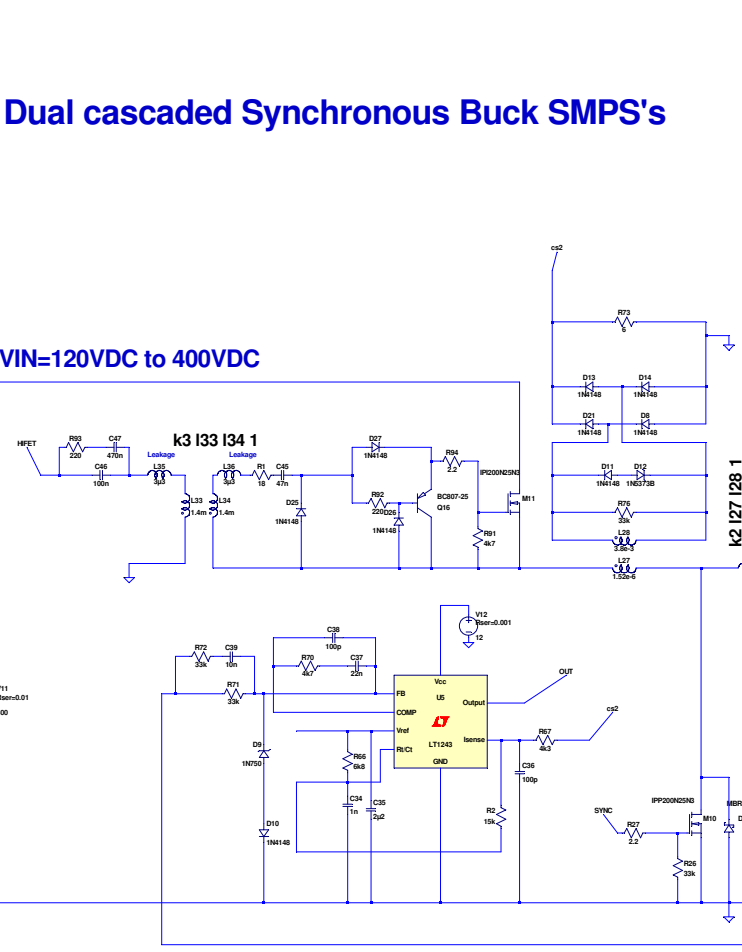 Dual cascaded Synchronous Buck SMPS's
cs2
R73
6
VIN=120VDC to 400VDC
D13
1N4148
D14
1N4148
D21
1N4148
D8
1N4148
HIFET
R93
220
C47
470n
C46
100n
k3 l33 l34 1
Leakage
L35
3µ3
Leakage
L36
3µ3
R1
18
C45
47n
L33
1.4m
L34
1.4m
D25
1N4148
D27
1N4148
R92
220
D26
1N4148
BC807-25
Q16
R94
2.2
IPI200N25N3
M11
R91
4k7
D11
1N4148
D12
1N5373B
R76
33k
L28
3.8e-3
L27
1.52e-6
k2 l27 l28 1
V12
Rser=0.001
12
C38
100p
R72
33k
C39
10n
R70
4k7
C37
22n
R71
33k
Vcc
U5
FB
Output
COMP
Vref
Isense
Rt/Ct
LT1243
GND
OUT
cs2
R67
4k3
C36
100p
D9
1N750
R66
6k8
C34
1n
C35
2µ2
D10
1N4148
R2
15k
SYNC
R27
2.2
IPP200N25N3
M10
R26
33k
MBR
D